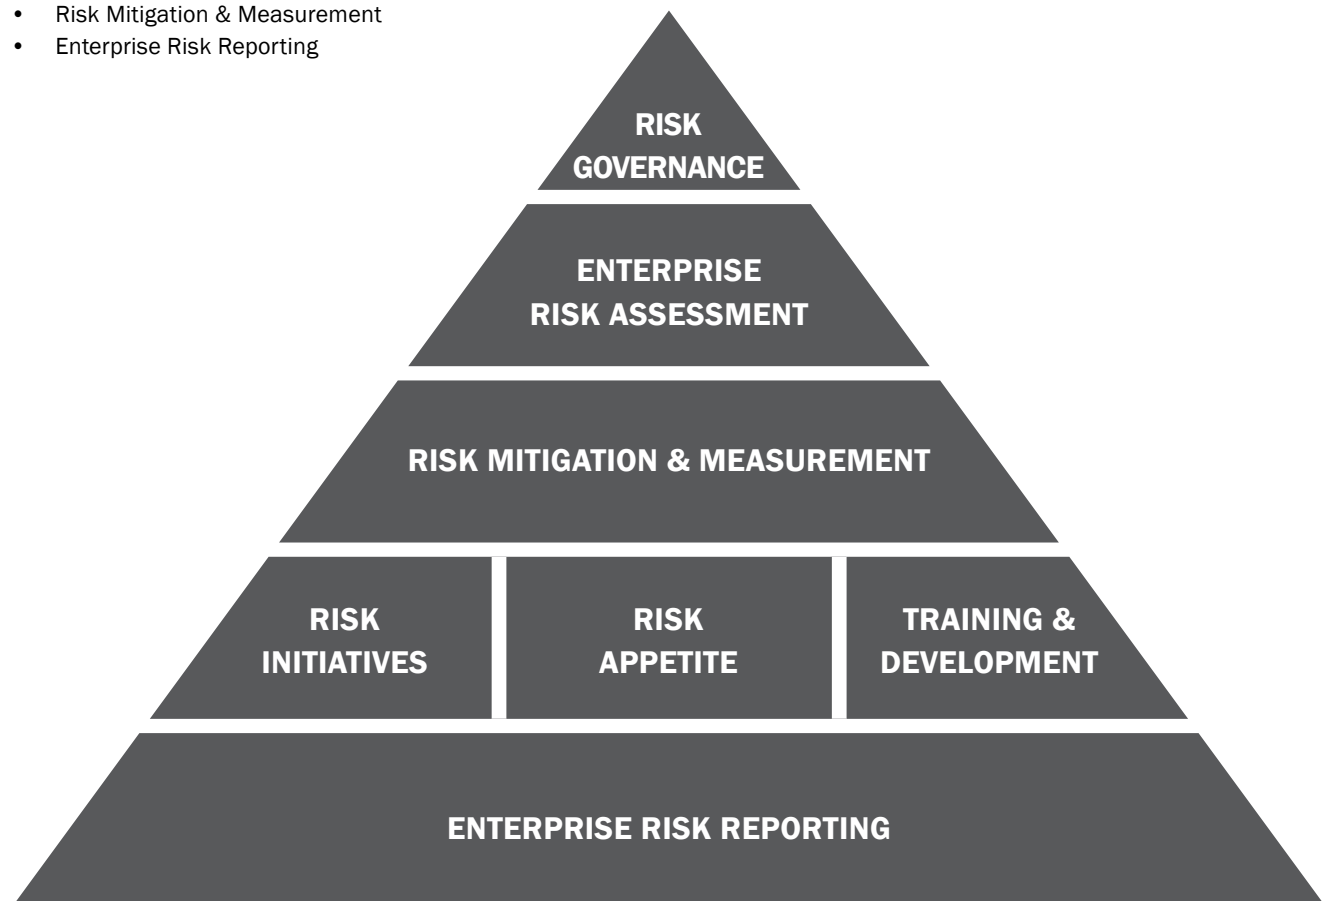 • Risk Mitigation & Measurement
• Enterprise Risk Reporting
RISK
GOVERNANCE
ENTERPRISE
RISK ASSESSMENT
RISK MITIGATION & MEASUREMENT
RISK
INITIATIVES
RISK
APPETITE
TRAINING &
DEVELOPMENT
ENTERPRISE RISK REPORTING